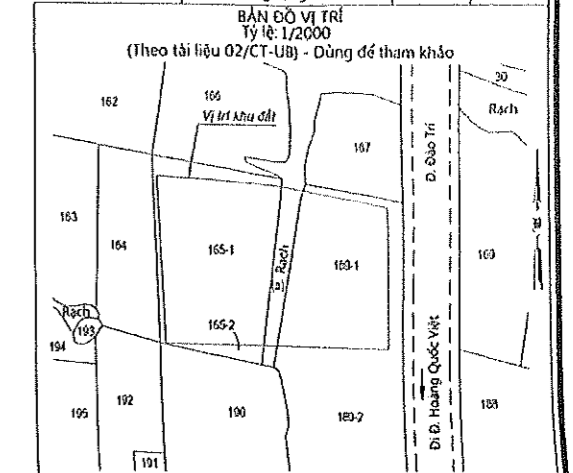 BẢN ĐỒ VỊ TRÍ
Tỷ lệ: 1/2000
(Theo tài liệu 02/CT-UB) - Dùng để tham khảo
162
166
Vị trí khu đất
167
Đ. Đào Trí
30
Rạch
163
164
165-1
Rạch
169-1
169
165-2
Rạch
193
194
195
192
190
180-2
Đi Đ. Hoàng Quốc Việt
188
191